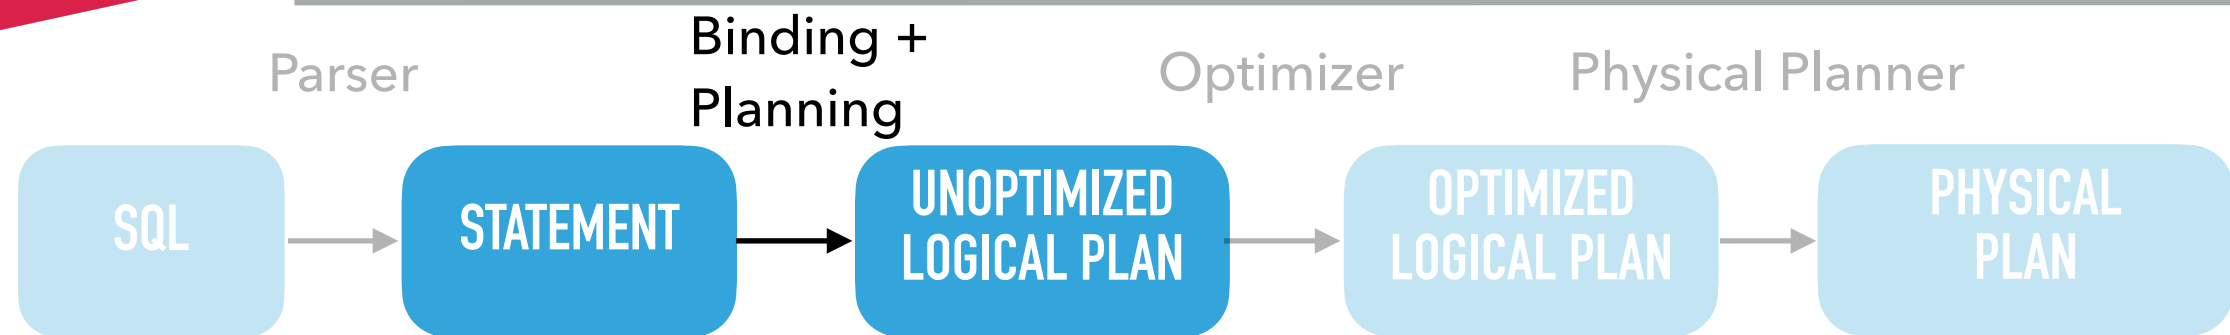 Parser
Binding +
Planning
Optimizer
Physical Planner
SQL
STATEMENT
UNOPTIMIZED
LOGICAL PLAN
OPTIMIZED
LOGICAL PLAN
PHYSICAL
PLAN